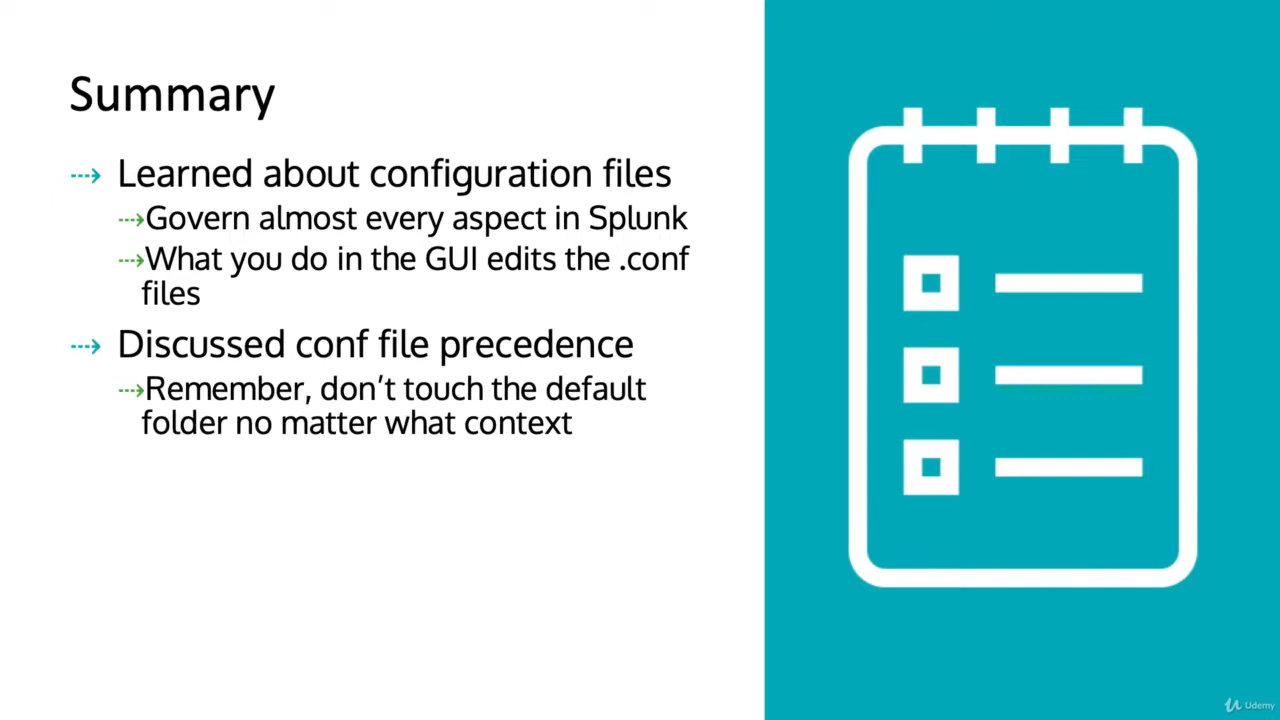 Summary
Learned about configuration files
Govern almost every aspect in Splunk
What you do in the GUI edits the .conf
files
Discussed conf file precedence
Remember, don't touch the default
folder no matter what context
Udemy